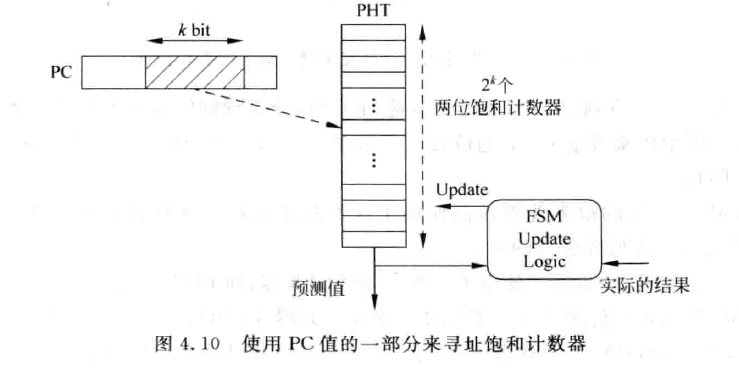 PHT
k bit
PC
2^k个
两位饱和计数器
⋮
⋮
Update
FSM
Update
Logic
预测值
实际的结果
图 4.10 使用 PC 值的一部分来寻址饱和计数器